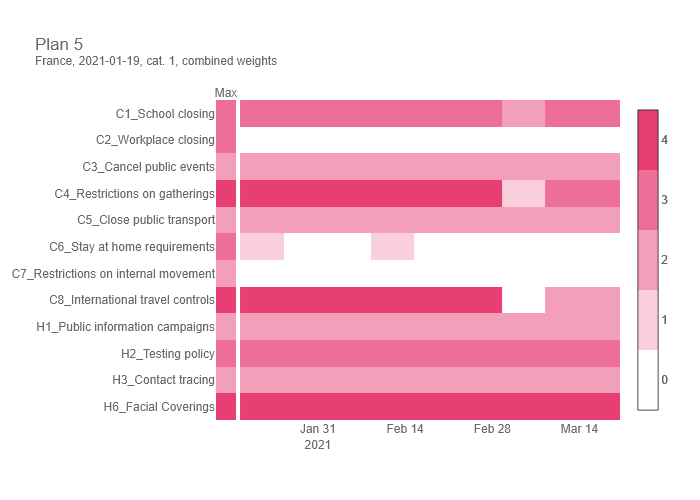 Plan 5
France, 2021-01-19, cat. 1, combined weights
Max
C1_School closing
C2_Workplace closing
C3_Cancel public events
C4_Restrictions on gatherings
C5_Close public transport
C6_Stay at home requirements
C7_Restrictions on internal movement
C8_International travel controls
H1_Public information campaigns
H2_Testing policy
H3_Contact tracing
H6_Facial Coverings
Jan 31 Feb 14 Feb 28 Mar 14
2021
4
3
2
1
0